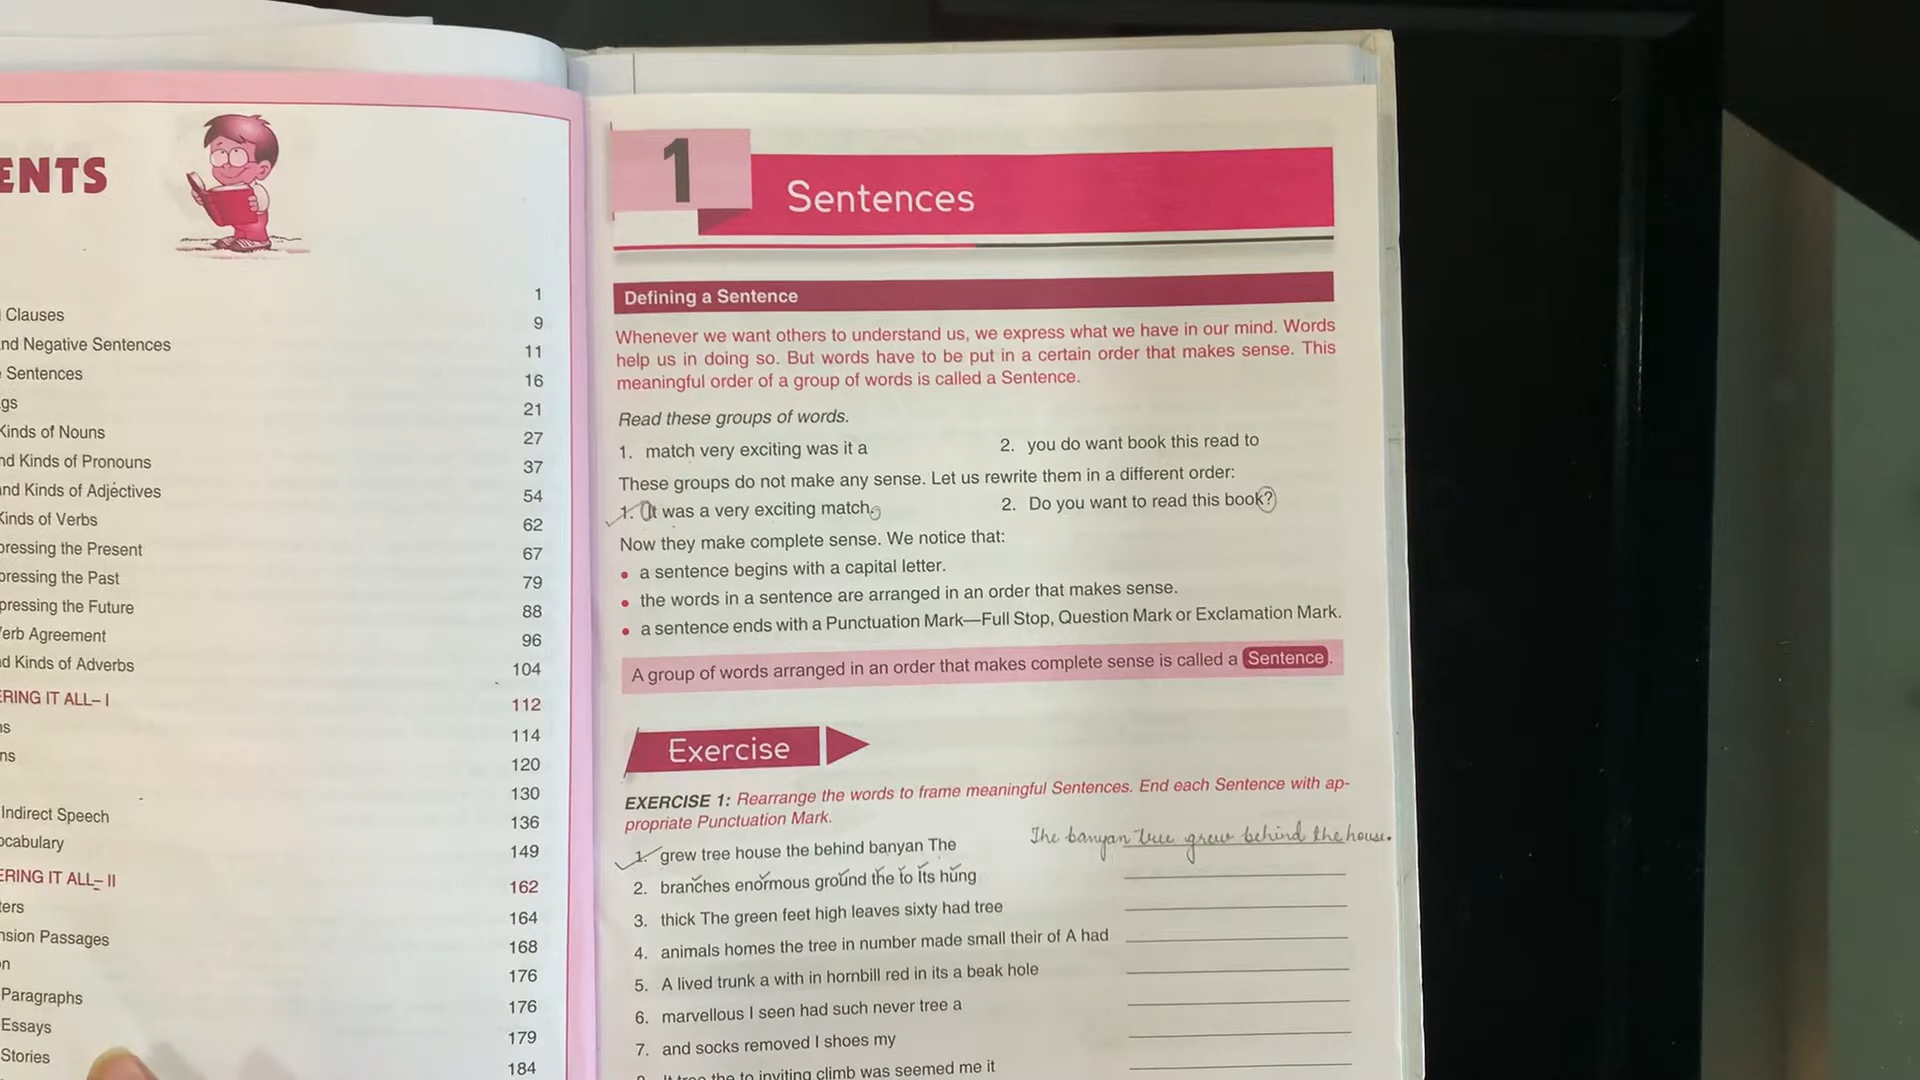 ENTS
1
Clauses 9
nd Negative Sentences 11
Sentences 16
gs 21
Kinds of Nouns 27
nd Kinds of Pronouns 37
and Kinds of Adjectives 54
Kinds of Verbs 62
pressing the Present 67
pressing the Past 79
pressing the Future 88
erb Agreement 96
d Kinds of Adverbs 104
ERING IT ALL–I 112
ns 114
ns 120
130
Indirect Speech 136
ocabulary 149
ERING IT ALL–II 162
ters 164
nsion Passages 168
n 176
Paragraphs 176
Essays 179
Stories 184
1
Sentences
Defining a Sentence
Whenever we want others to understand us, we express what we have in our mind. Words
help us in doing so. But words have to be put in a certain order that makes sense. This
meaningful order of a group of words is called a Sentence.
Read these groups of words.
1. match very exciting was it a 2. you do want book this read to
These groups do not make any sense. Let us rewrite them in a different order:
1. It was a very exciting match. 2. Do you want to read this book?
Now they make complete sense. We notice that:
• a sentence begins with a capital letter.
• the words in a sentence are arranged in an order that makes sense.
• a sentence ends with a Punctuation Mark—Full Stop, Question Mark or Exclamation Mark.
A group of words arranged in an order that makes complete sense is called a Sentence.
Exercise
EXERCISE 1: Rearrange the words to frame meaningful Sentences. End each Sentence with ap-
propriate Punctuation Mark.
1. grew tree house the behind banyan The The banyan tree grew behind the house.
2. branches enormous ground the to Its hung
3. thick The green feet high leaves sixty had tree
4. animals homes the tree in number made small their of A had
5. A lived trunk a with in hornbill red in its a beak hole
6. marvellous I seen had such never tree a
7. and socks removed I shoes my
It tree the to inviting climb was seemed me it